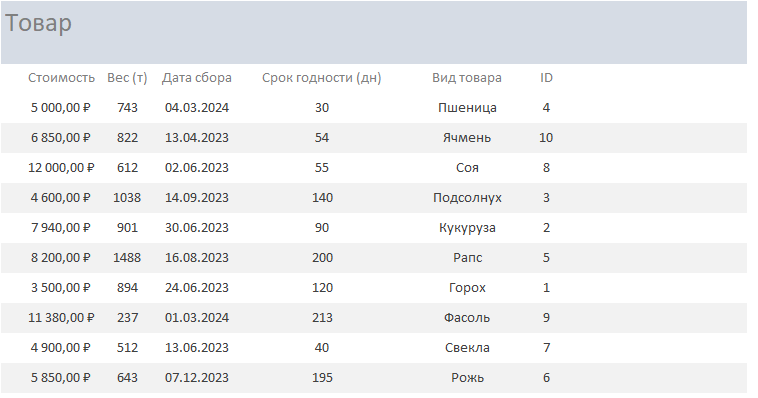 Товар
Стоимость Вес (т) Дата сбора Срок годности (дн) Вид товара ID
5 000,00 ₽ 743 04.03.2024 30 Пшеница 4
6 850,00 ₽ 822 13.04.2023 54 Ячмень 10
12 000,00 ₽ 612 02.06.2023 55 Соя 8
4 600,00 ₽ 1038 14.09.2023 140 Подсолнух 3
7 940,00 ₽ 901 30.06.2023 90 Кукуруза 2
8 200,00 ₽ 1488 16.08.2023 200 Рапс 5
3 500,00 ₽ 894 24.06.2023 120 Горох 1
11 380,00 ₽ 237 01.03.2024 213 Фасоль 9
4 900,00 ₽ 512 13.06.2023 40 Свекла 7
5 850,00 ₽ 643 07.12.2023 195 Рожь 6